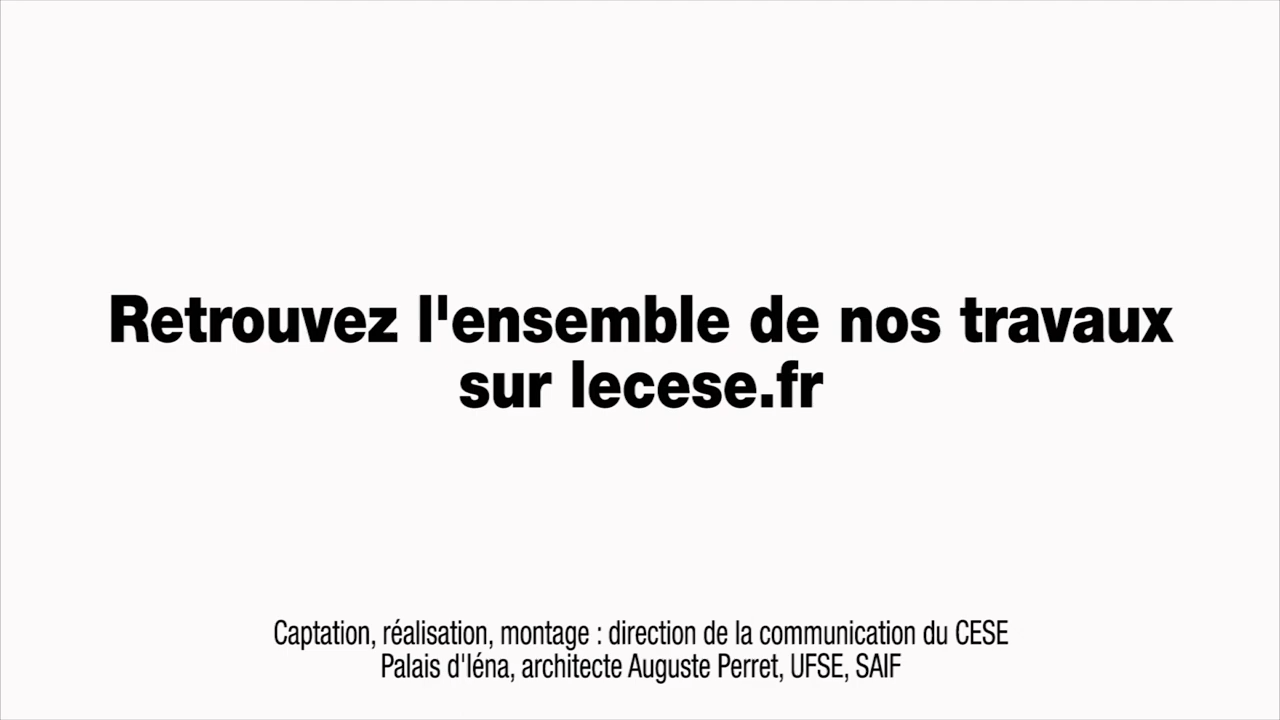 Retrouvez l'ensemble de nos travaux
sur lecese.fr
Captation, réalisation, montage : direction de la communication du CESE
Palais d'Iéna, architecte Auguste Perret, UFSE, SAIF